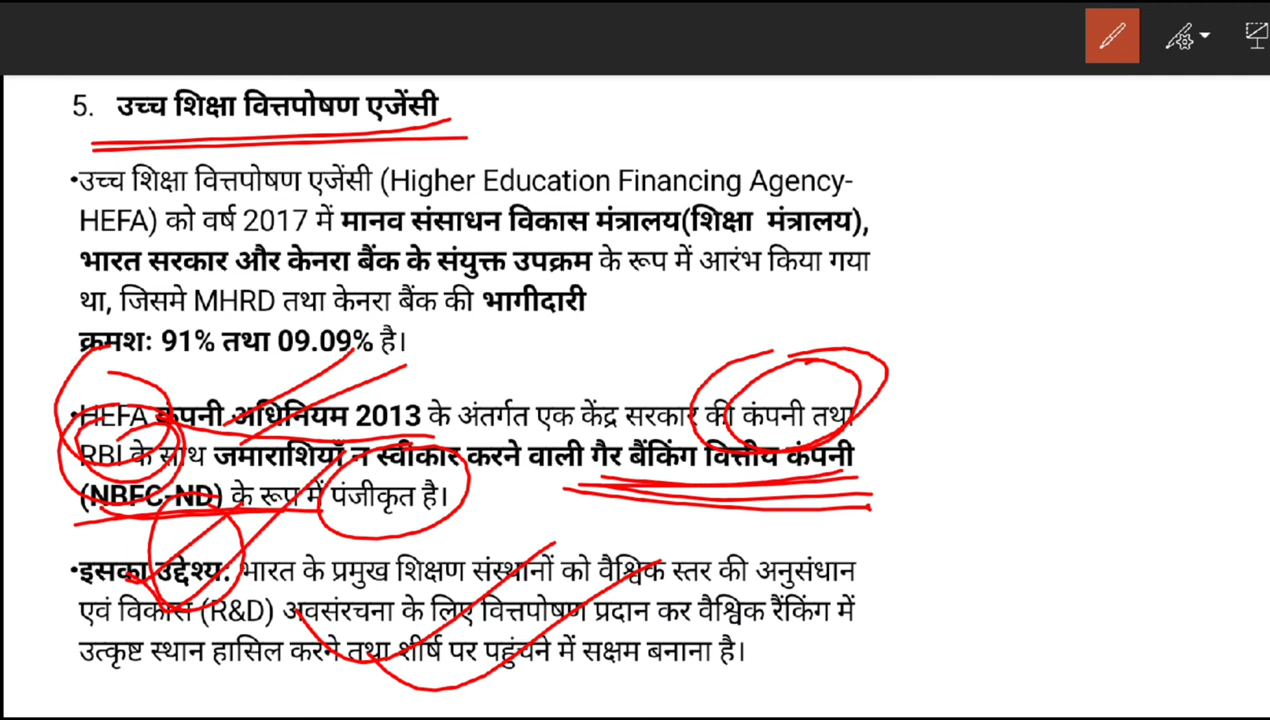 5. उच्च शिक्षा वित्तपोषण एजेंसी
•उच्च शिक्षा वित्तपोषण एजेंसी (Higher Education Financing Agency-
HEFA) को वर्ष 2017 में मानव संसाधन विकास मंत्रालय(शिक्षा मंत्रालय),
भारत सरकार और केनरा बैंक के संयुक्त उपक्रम के रूप में आरंभ किया गया
था, जिसमे MHRD तथा केनरा बैंक की भागीदारी
क्रमशः 91% तथा 09.09% है।
•HEFA कंपनी अधिनियम 2013 के अंतर्गत एक केंद्र सरकार की कंपनी तथा
RBI के साथ जमाराशियाँ न स्वीकार करने वाली गैर बैंकिंग वित्तीय कंपनी
(NBFC-ND) के रूप में पंजीकृत है।
•इसका उद्देश्य: भारत के प्रमुख शिक्षण संस्थानों को वैश्विक स्तर की अनुसंधान
एवं विकास (R&D) अवसंरचना के लिए वित्तपोषण प्रदान कर वैश्विक रैंकिंग में
उत्कृष्ट स्थान हासिल करने तथा शीर्ष पर पहुंचने में सक्षम बनाना है।